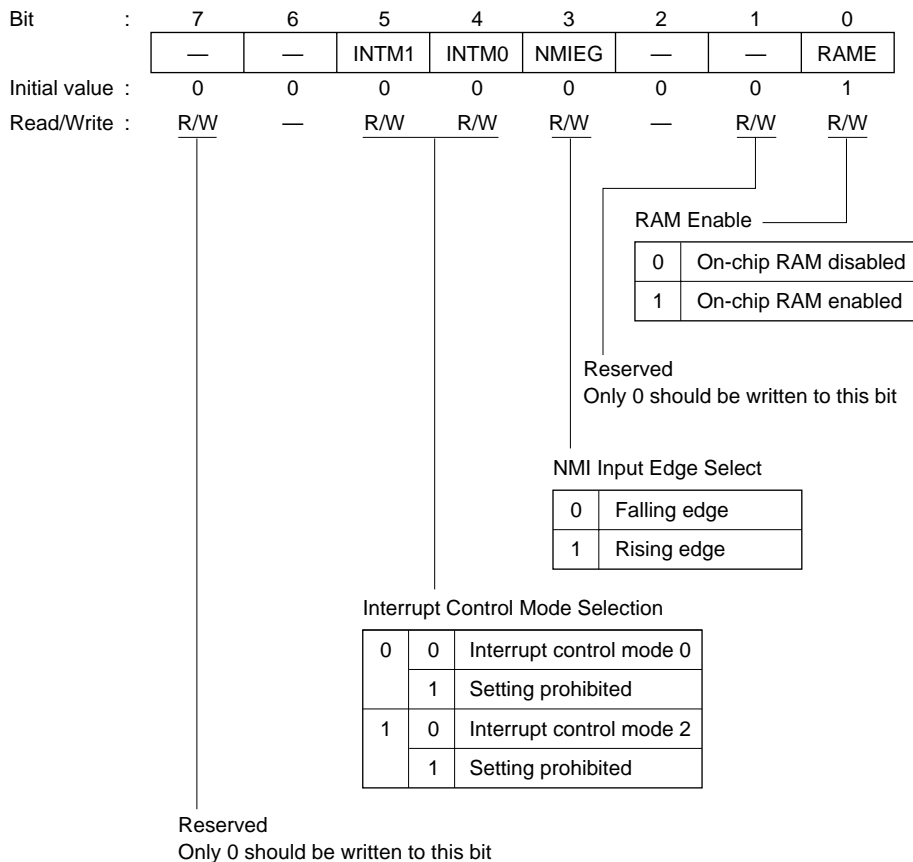 Bit : 7 6 5 4 3 2 1 0
— — INTM1 INTM0 NMIEG — — RAME
Initial value : 0 0 0 0 0 0 0 1
Read/Write : R/W — R/W R/W R/W — R/W R/W
RAM Enable
0 On-chip RAM disabled
1 On-chip RAM enabled
Reserved
Only 0 should be written to this bit
NMI Input Edge Select
0 Falling edge
1 Rising edge
Interrupt Control Mode Selection
0 0 Interrupt control mode 0
1 Setting prohibited
1 0 Interrupt control mode 2
1 Setting prohibited
Reserved
Only 0 should be written to this bit